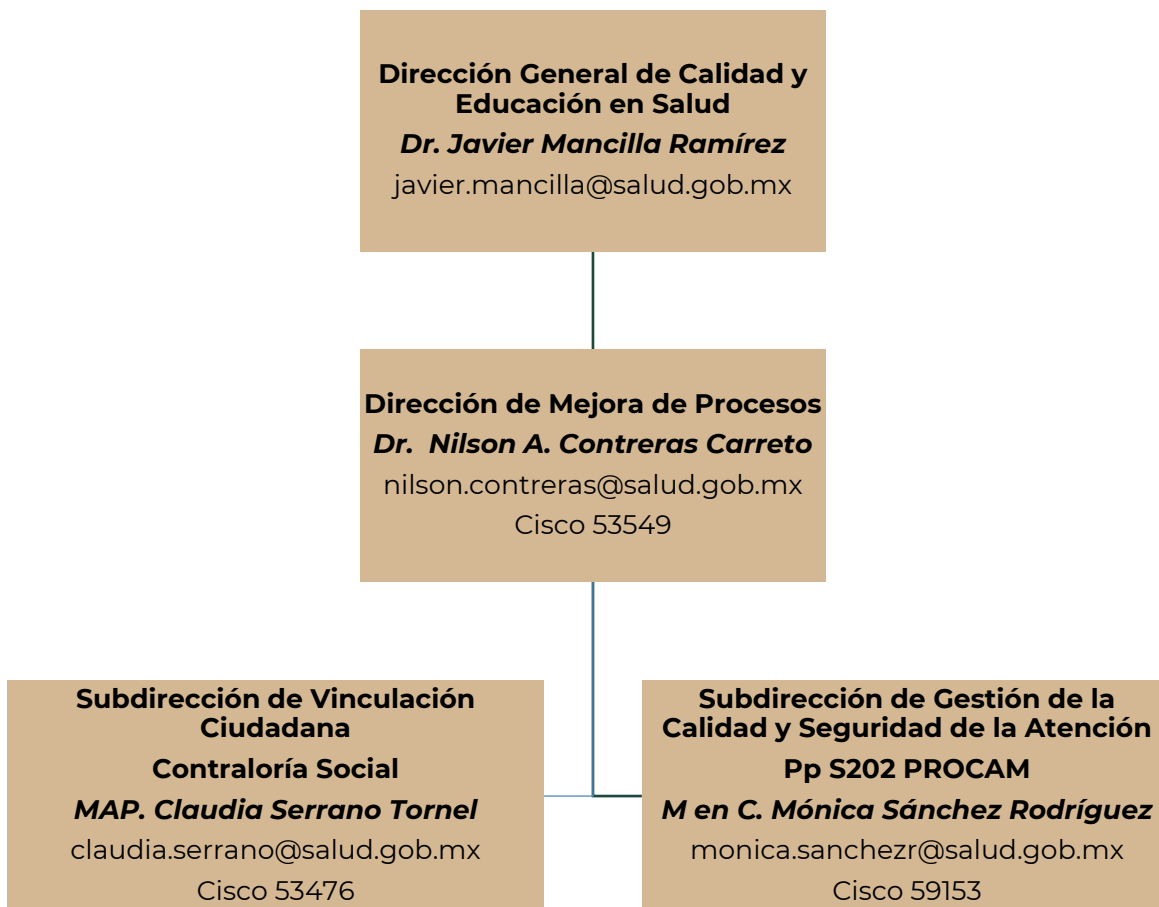 Dirección General de Calidad y
Educación en Salud
Dr. Javier Mancilla Ramírez
javier.mancilla@salud.gob.mx
Dirección de Mejora de Procesos
Dr. Nilson A. Contreras Carreto
nilson.contreras@salud.gob.mx
Cisco 53549
Subdirección de Vinculación
Ciudadana
Contraloría Social
MAP. Claudia Serrano Tornel
claudia.serrano@salud.gob.mx
Cisco 53476
Subdirección de Gestión de la
Calidad y Seguridad de la Atención
Pp S202 PROCAM
M en C. Mónica Sánchez Rodríguez
monica.sanchezr@salud.gob.mx
Cisco 59153